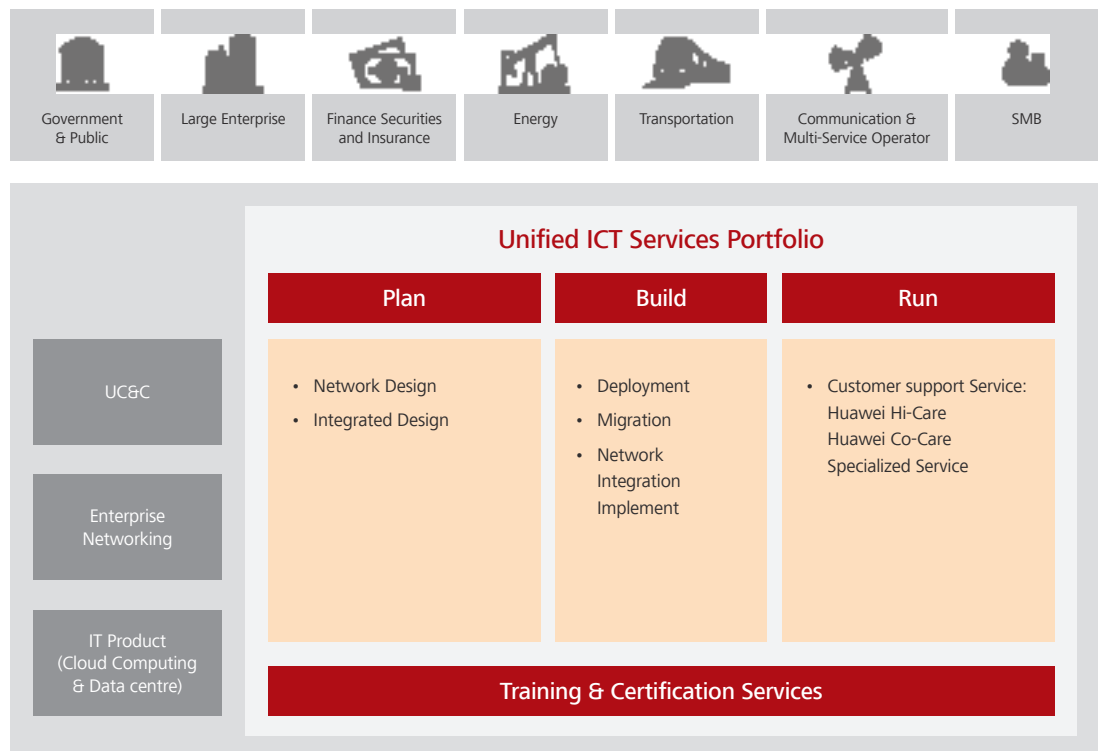 Government
& Public
Large Enterprise
Finance Securities
and Insurance
Energy
Transportation
Communication &
Multi-Service Operator
SMB
Unified ICT Services Portfolio
Plan
Build
Run
UC&C
Enterprise
Networking
IT Product
(Cloud Computing
& Data centre)
• Network Design
• Integrated Design
• Deployment
• Migration
• Network
Integration
Implement
• Customer support Service:
Huawei Hi-Care
Huawei Co-Care
Specialized Service
Training & Certification Services